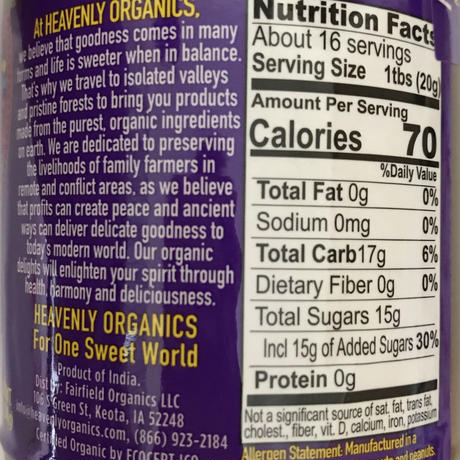 At HEAVENLY ORGANICS,
we believe that goodness comes in many
forms and life is sweeter when in balance.
That's why we travel to isolated valleys
and pristine forests to bring you products
made from the purest, organic ingredients
on earth. We are dedicated to preserving
the livelihoods of family farmers in
remote and conflict areas, as we believe
that profits can create peace and ancient
ways can deliver delicate goodness to
today's modern world. Our organic
delights will enlighten your spirit through
health, harmony and deliciousness.
HEAVENLY ORGANICS
For One Sweet World
Product of India.
Dist by: Fairfield Organics LLC
106 S Green St, Keota, IA 52248
info@heavenlyorganics.com, (866) 923-2184
Certified Organic by ECOCERT ICO
Nutrition Facts
About 16 servings
Serving Size 1tbs (20g)
Amount Per Serving
Calories 70
%Daily Value
Total Fat 0g 0%
Sodium 0mg 0%
Total Carb17g 6%
Dietary Fiber 0g 0%
Total Sugars 15g
Incl 15g of Added Sugars 30%
Protein 0g
Not a significant source of sat. fat, trans fat,
cholest., fiber, vit. D, calcium, iron, potassium
Allergen Statement: Manufactured in a
nuts and peanuts.